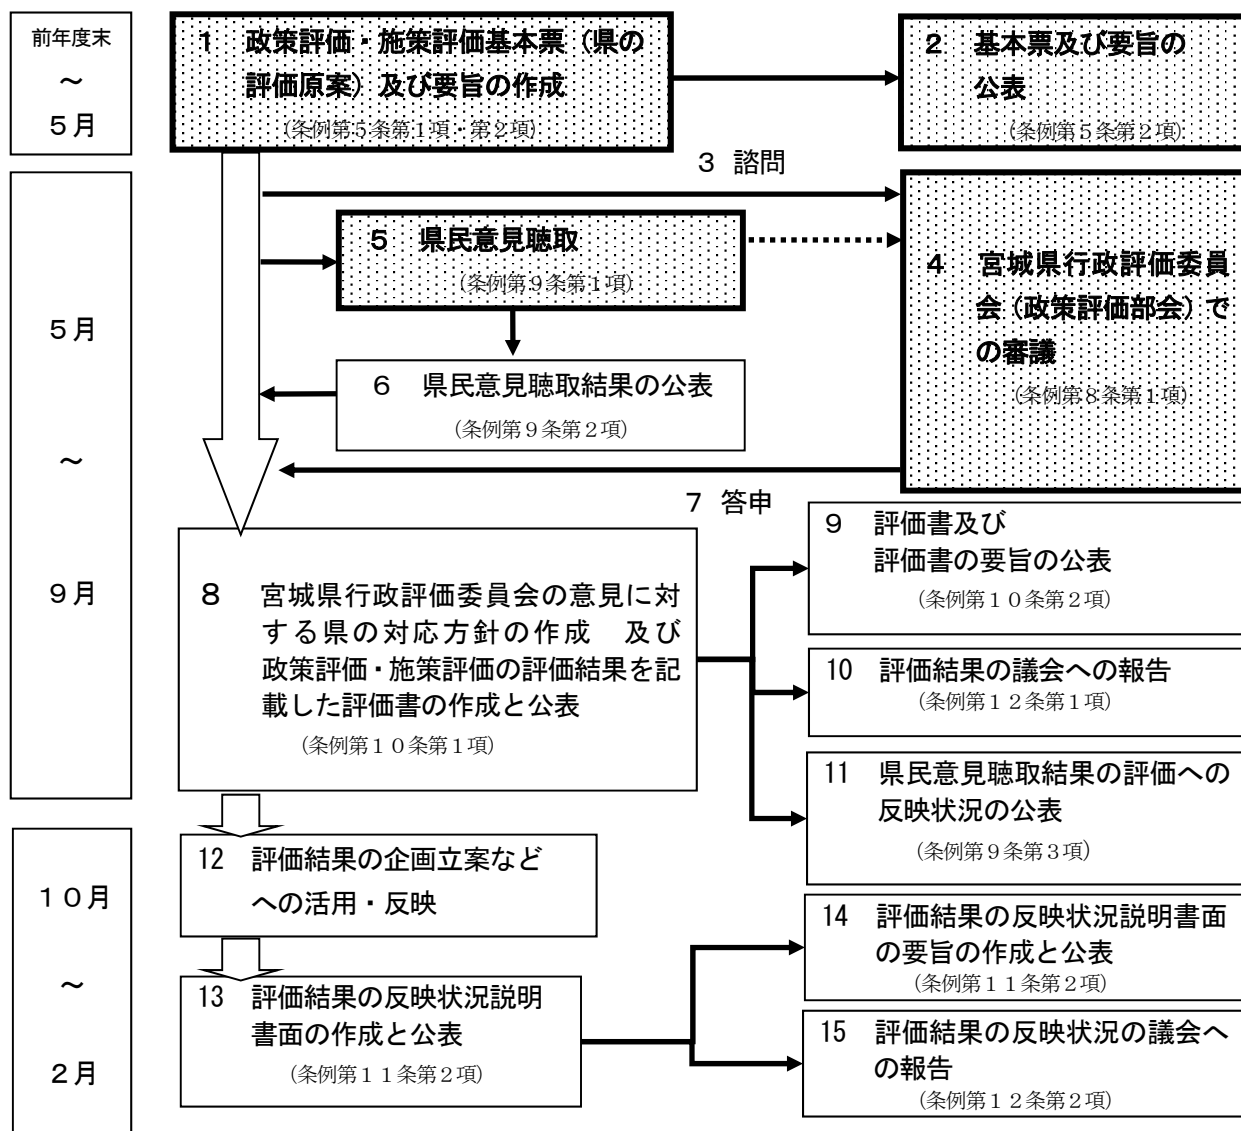 前年度末
～
５月
１　政策評価・施策評価基本票（県の
評価原案）及び要旨の作成
（条例第５条第１項・第２項）
２　基本票及び要旨の
公表
（条例第５条第２項）
３　諮問
５月
～
９月
５　県民意見聴取
（条例第９条第１項）
４　宮城県行政評価委員
会（政策評価部会）で
の審議
（条例第８条第１項）
６　県民意見聴取結果の公表
（条例第９条第２項）
７　答申
８　宮城県行政評価委員会の意見に対
する県の対応方針の作成　及び
政策評価・施策評価の評価結果を記
載した評価書の作成と公表
（条例第１０条第１項）
９　評価書及び
評価書の要旨の公表
（条例第１０条第２項）
10　評価結果の議会への報告
（条例第１２条第１項）
11　県民意見聴取結果の評価への
反映状況の公表
（条例第９条第３項）
１０月
～
２月
12　評価結果の企画立案など
への活用・反映
13　評価結果の反映状況説明
書面の作成と公表
（条例第１１条第２項）
14　評価結果の反映状況説明書面
の要旨の作成と公表
（条例第１１条第２項）
15　評価結果の反映状況の議会へ
の報告
（条例第１２条第２項）